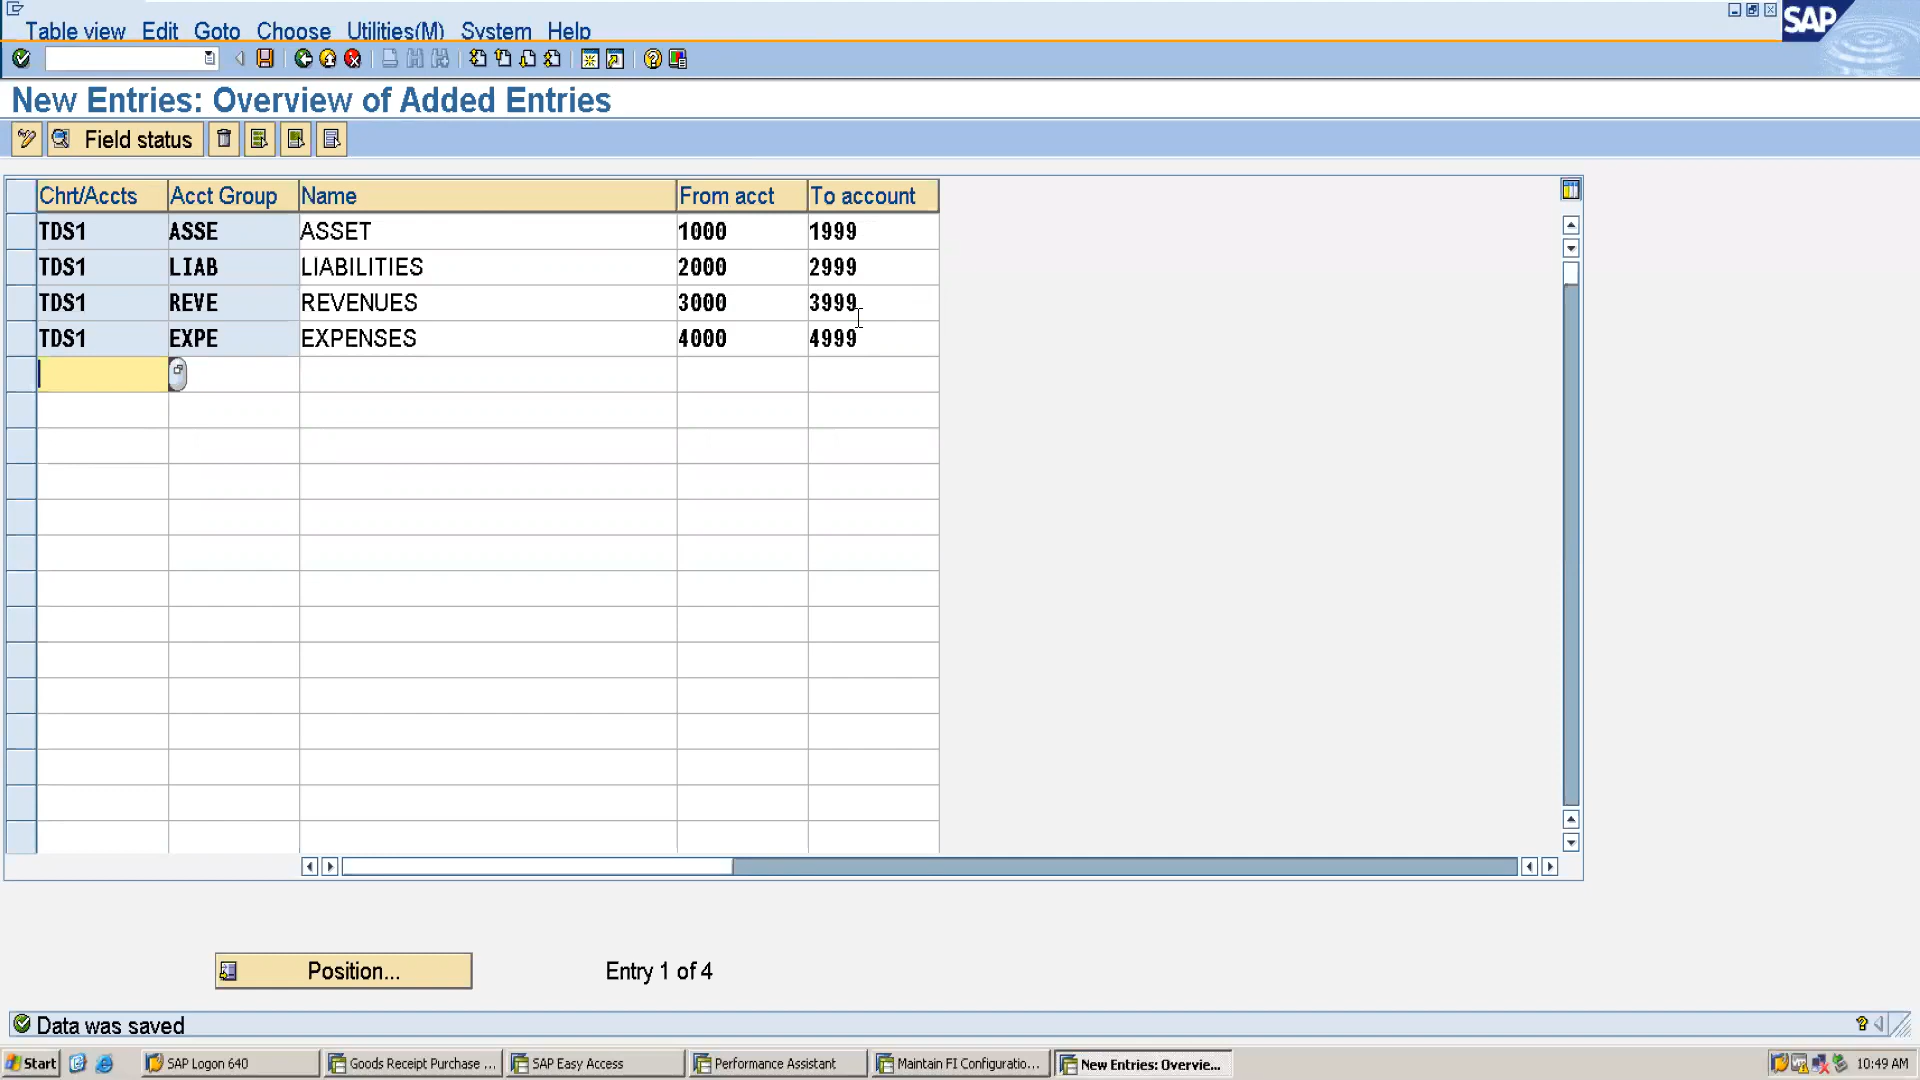 Table view Edit Goto Choose Utilities(M) System Help
SAP
New Entries: Overview of Added Entries
Field status
Chrt/Accts Acct Group Name From acct To account
TDS1 ASSE ASSET 1000 1999
TDS1 LIAB LIABILITIES 2000 2999
TDS1 REVE REVENUES 3000 3999
TDS1 EXPE EXPENSES 4000 4999
Position... Entry 1 of 4
Data was saved
Start SAP Logon 640 Goods Receipt Purchase ... SAP Easy Access Performance Assistant Maintain FI Configuratio... New Entries: Overvie... 10:49 AM